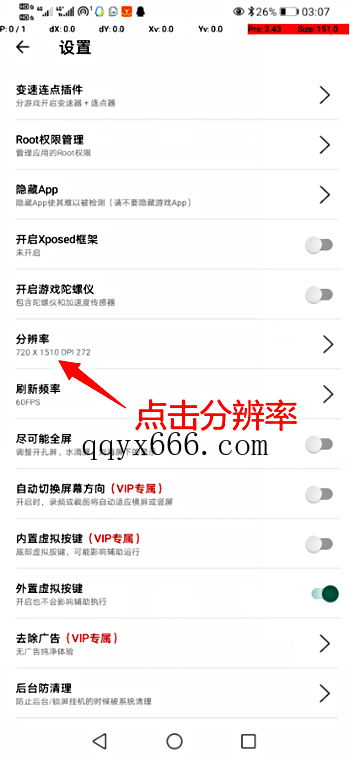 26% 03:07
P: 0 / 1 dX: 0.0 dY: 0.0 Xv: 0.0 Yv: 0.0 Prs: 3.43 Size: 151.0
设置
变速连点插件
分游戏开启变速器 + 连点器
Root权限管理
管理应用的Root权限
隐藏App
隐藏App使其难以被检测(请不要隐藏游戏App)
开启Xposed框架
未开启
开启游戏陀螺仪
包含陀螺仪和加速度传感器
分辨率
720 X 1510 DPI 272
点击分辨率
刷新频率
60FPS
尽可能全屏
qqyx666.com
调整开孔屏，水滴
自动切换屏幕方向(VIP专属)
开启时，录频或截图将自动适应横屏或竖屏
内置虚拟按键(VIP专属)
底部虚拟按键，可能影响辅助运行
外置虚拟按键
开启也不会影响辅助执行
去除广告(VIP专属)
无广告纯净体验
后台防清理
防止后台/锁屏挂机的时候被系统清理